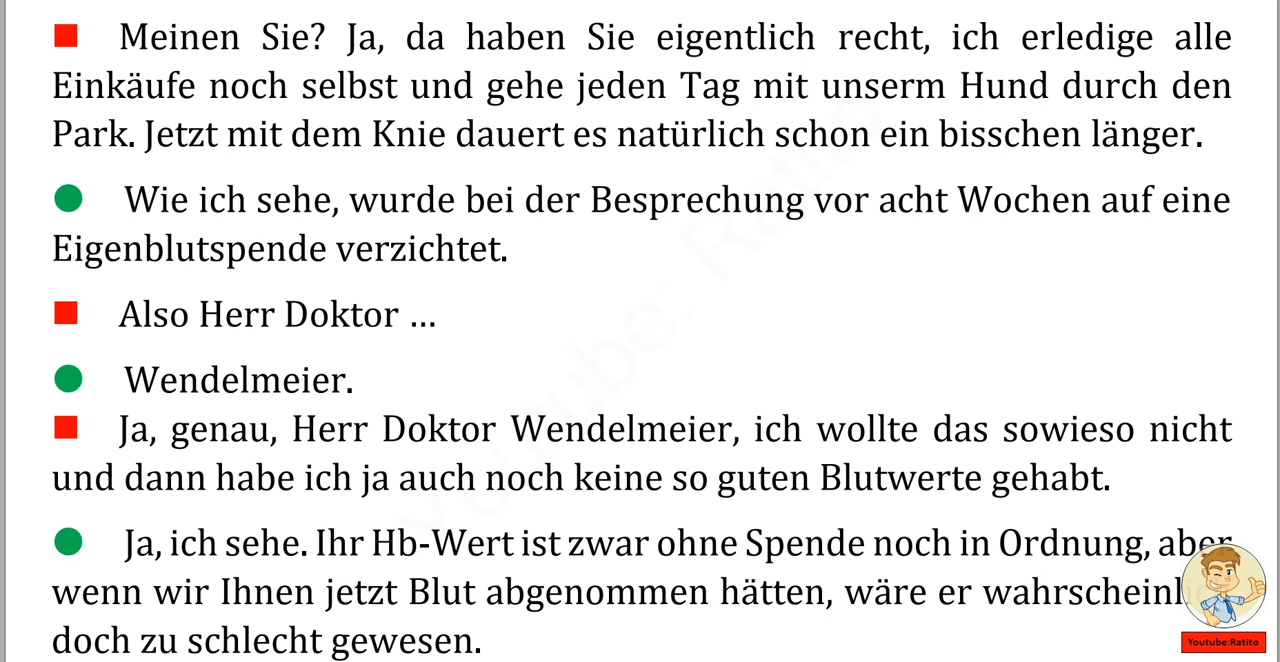 Meinen Sie? Ja, da haben Sie eigentlich recht, ich erledige alle
Einkäufe noch selbst und gehe jeden Tag mit unserm Hund durch den
Park. Jetzt mit dem Knie dauert es natürlich schon ein bisschen länger.
Wie ich sehe, wurde bei der Besprechung vor acht Wochen auf eine
Eigenblutspende verzichtet.
Also Herr Doktor ...
Wendelmeier.
Ja, genau, Herr Doktor Wendelmeier, ich wollte das sowieso nicht
und dann habe ich ja auch noch keine so guten Blutwerte gehabt.
Ja, ich sehe. Ihr Hb-Wert ist zwar ohne Spende noch in Ordnung, aber
wenn wir Ihnen jetzt Blut abgenommen hätten, wäre er
doch zu schlecht gewesen.
Youtube: Ratito
Youtube:Ratito